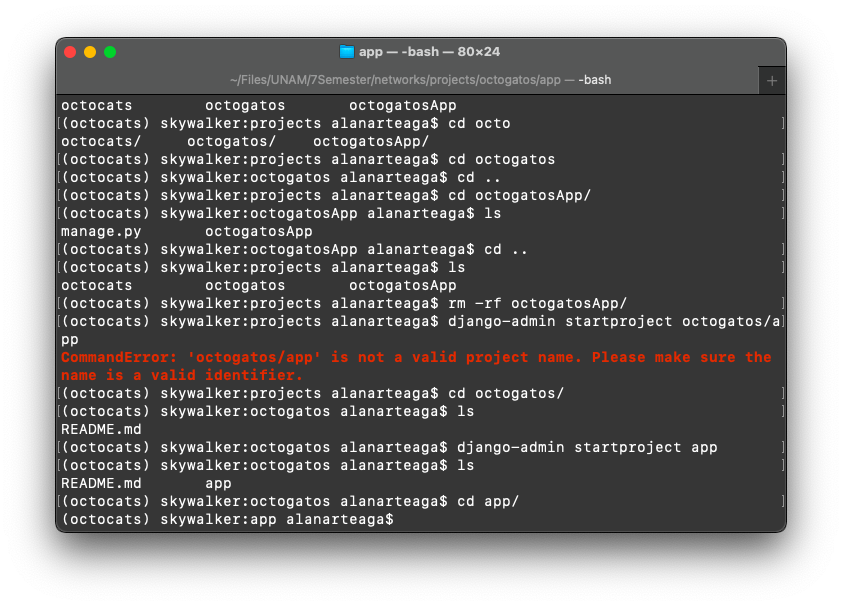 app — -bash — 80×24
~/Files/UNAM/7Semester/networks/projects/octogatos/app — -bash +
octocats octogatos octogatosApp
[(octocats) skywalker:projects alanarteaga$ cd octo ]
octocats/ octogatos/ octogatosApp/
[(octocats) skywalker:projects alanarteaga$ cd octogatos ]
[(octocats) skywalker:octogatos alanarteaga$ cd .. ]
[(octocats) skywalker:projects alanarteaga$ cd octogatosApp/ ]
[(octocats) skywalker:octogatosApp alanarteaga$ ls ]
manage.py octogatosApp
[(octocats) skywalker:octogatosApp alanarteaga$ cd .. ]
[(octocats) skywalker:projects alanarteaga$ ls ]
octocats octogatos octogatosApp
[(octocats) skywalker:projects alanarteaga$ rm -rf octogatosApp/ ]
[(octocats) skywalker:projects alanarteaga$ django-admin startproject octogatos/a]
pp
CommandError: 'octogatos/app' is not a valid project name. Please make sure the
name is a valid identifier.
[(octocats) skywalker:projects alanarteaga$ cd octogatos/ ]
[(octocats) skywalker:octogatos alanarteaga$ ls ]
README.md
[(octocats) skywalker:octogatos alanarteaga$ django-admin startproject app ]
[(octocats) skywalker:octogatos alanarteaga$ ls ]
README.md app
[(octocats) skywalker:octogatos alanarteaga$ cd app/ ]
(octocats) skywalker:app alanarteaga$